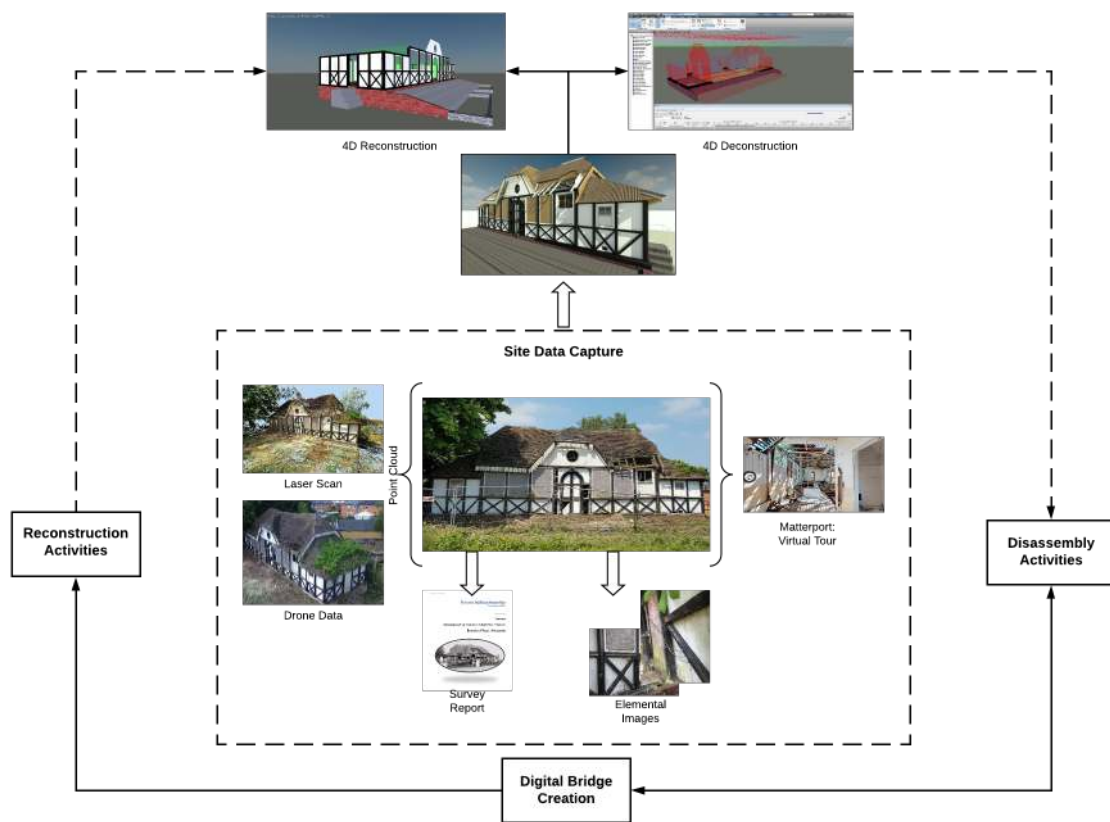 4D Reconstruction
4D Deconstruction
Site Data Capture
Laser Scan
Point Cloud
Drone Data
Matterport:
Virtual Tour
Survey
Report
Elemental
Images
Reconstruction
Activities
Disassembly
Activities
Digital Bridge
Creation